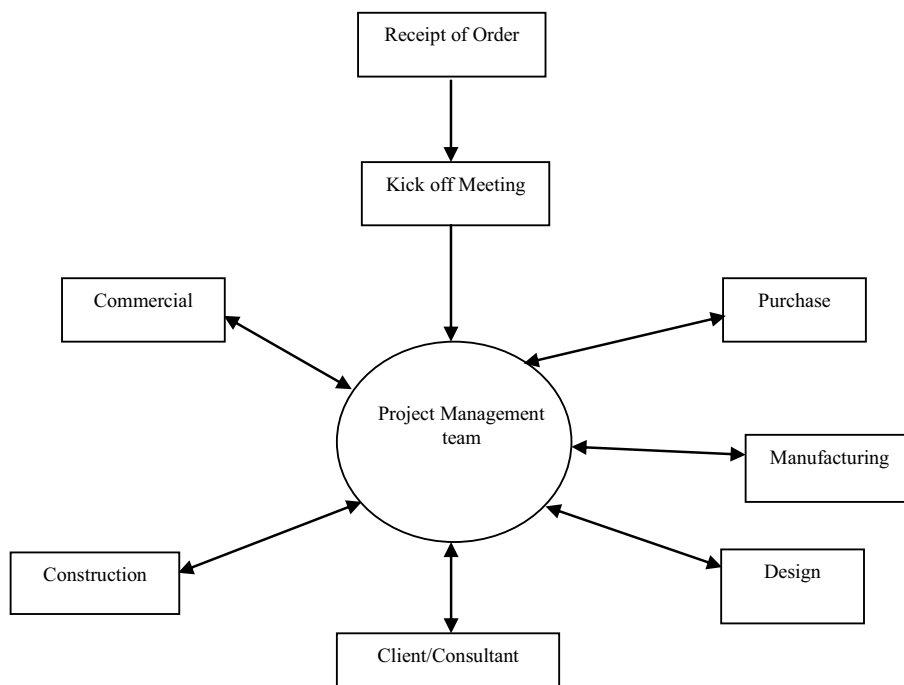 Receipt of Order
Kick off Meeting
Commercial
Purchase
Project Management
team
Manufacturing
Construction
Design
Client/Consultant